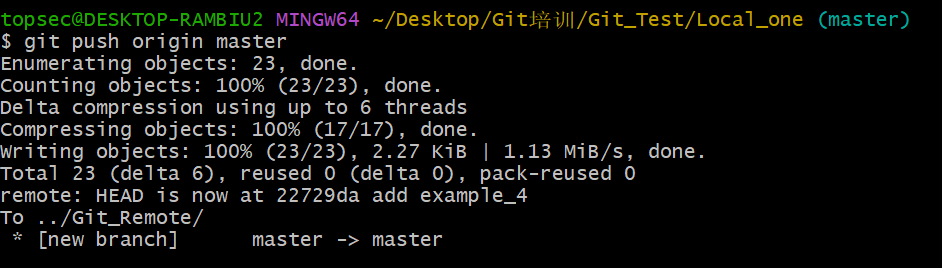 topsec@DESKTOP-RAMBIU2 MINGW64 ~/Desktop/Git培训/Git_Test/Local_one (master)
$ git push origin master
Enumerating objects: 23, done.
Counting objects: 100% (23/23), done.
Delta compression using up to 6 threads
Compressing objects: 100% (17/17), done.
Writing objects: 100% (23/23), 2.27 KiB | 1.13 MiB/s, done.
Total 23 (delta 6), reused 0 (delta 0), pack-reused 0
remote: HEAD is now at 22729da add example_4
To ../Git_Remote/
 * [new branch]      master -> master